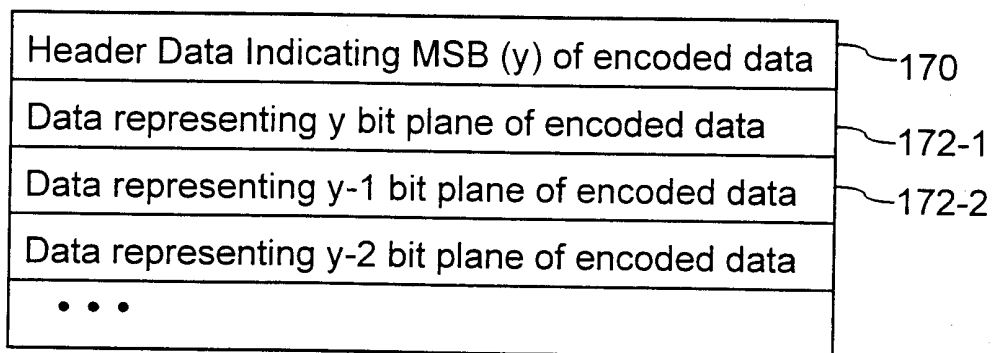 Header Data Indicating MSB (y) of encoded data 170
Data representing y bit plane of encoded data 172-1
Data representing y-1 bit plane of encoded data 172-2
Data representing y-2 bit plane of encoded data
• • •